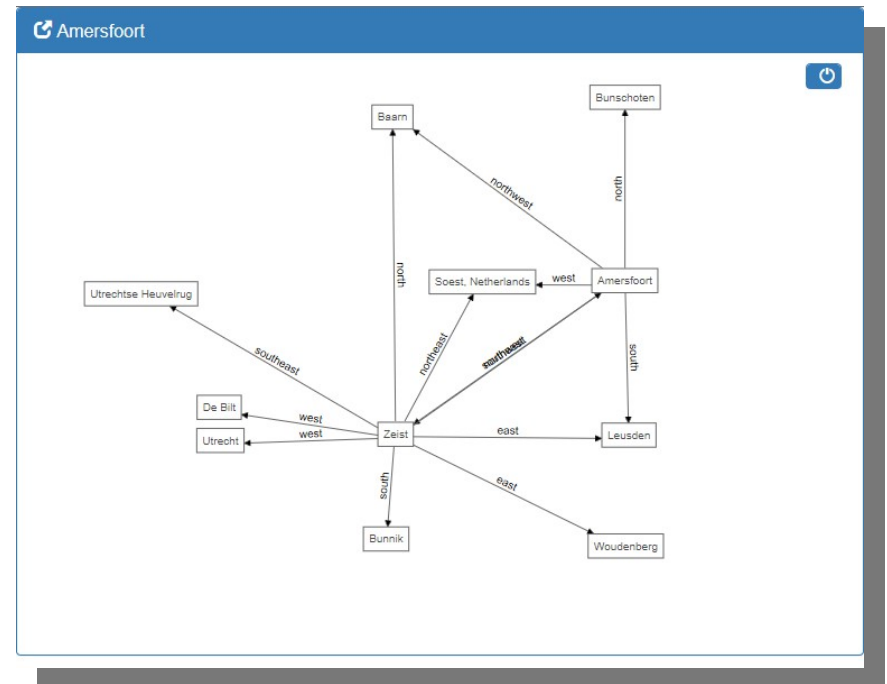 Amersfoort
Bunschoten
Baarn
northwest
north
north
Soest, Netherlands
west
Amersfoort
Utrechtse Heuvelrug
southeast
northeast
south
De Bilt
west
Utrecht
west
Zeist
east
Leusden
south
east
Bunnik
Woudenberg